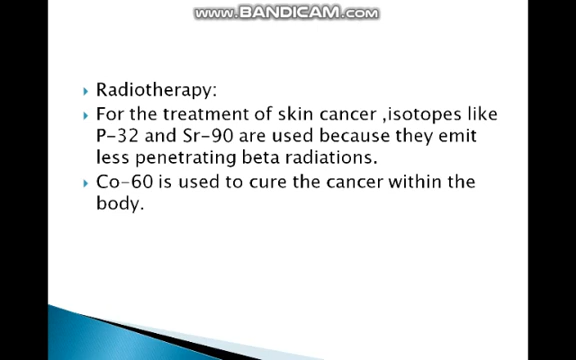 www.BANDICAM.com
Radiotherapy:
For the treatment of skin cancer ,isotopes like
P-32 and Sr-90 are used because they emit
less penetrating beta radiations.
Co-60 is used to cure the cancer within the
body.